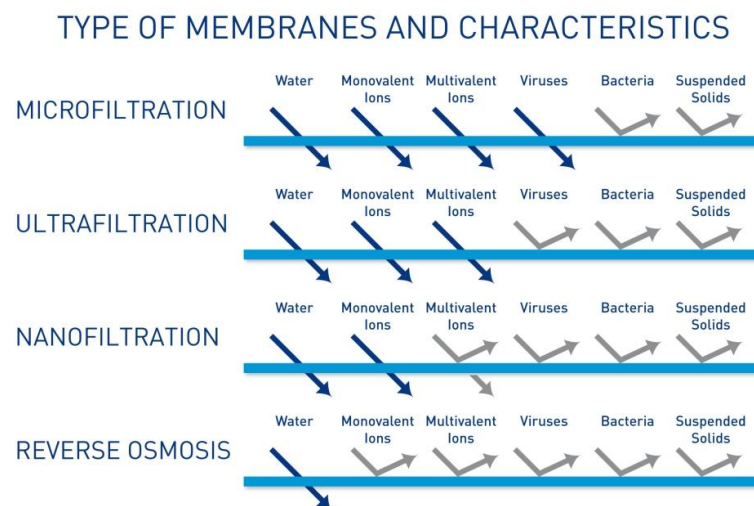 TYPE OF MEMBRANES AND CHARACTERISTICS
MICROFILTRATION
Water
Monovalent
Ions
Multivalent
Ions
Viruses
Bacteria
Suspended
Solids
ULTRAFILTRATION
Water
Monovalent
Ions
Multivalent
Ions
Viruses
Bacteria
Suspended
Solids
NANOFILTRATION
Water
Monovalent
Ions
Multivalent
Ions
Viruses
Bacteria
Suspended
Solids
REVERSE OSMOSIS
Water
Monovalent
Ions
Multivalent
Ions
Viruses
Bacteria
Suspended
Solids